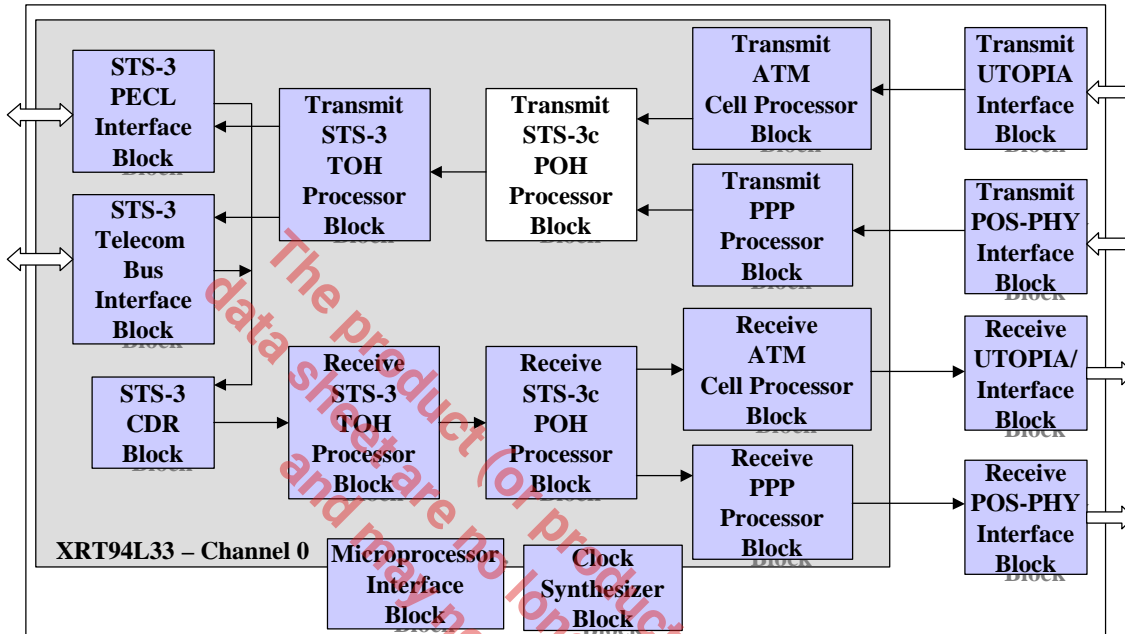 STS-3
PECL
Interface
Block
Transmit
STS-3
TOH
Processor
Block
Transmit
STS-3c
POH
Processor
Block
Transmit
ATM
Cell Processor
Block
Transmit
UTOPIA
Interface
Block
STS-3
Telecom
Bus
Interface
Block
Transmit
PPP
Processor
Block
Transmit
POS-PHY
Interface
Block
STS-3
CDR
Block
Receive
STS-3
TOH
Processor
Block
Receive
STS-3c
POH
Processor
Block
Receive
ATM
Cell Processor
Block
Receive
UTOPIA/
Interface
Block
Receive
PPP
Processor
Block
Receive
POS-PHY
Interface
Block
XRT94L33 – Channel 0
Microprocessor
Interface
Block
Clock
Synthesizer
Block
The product (or product
data sheet are no
and may